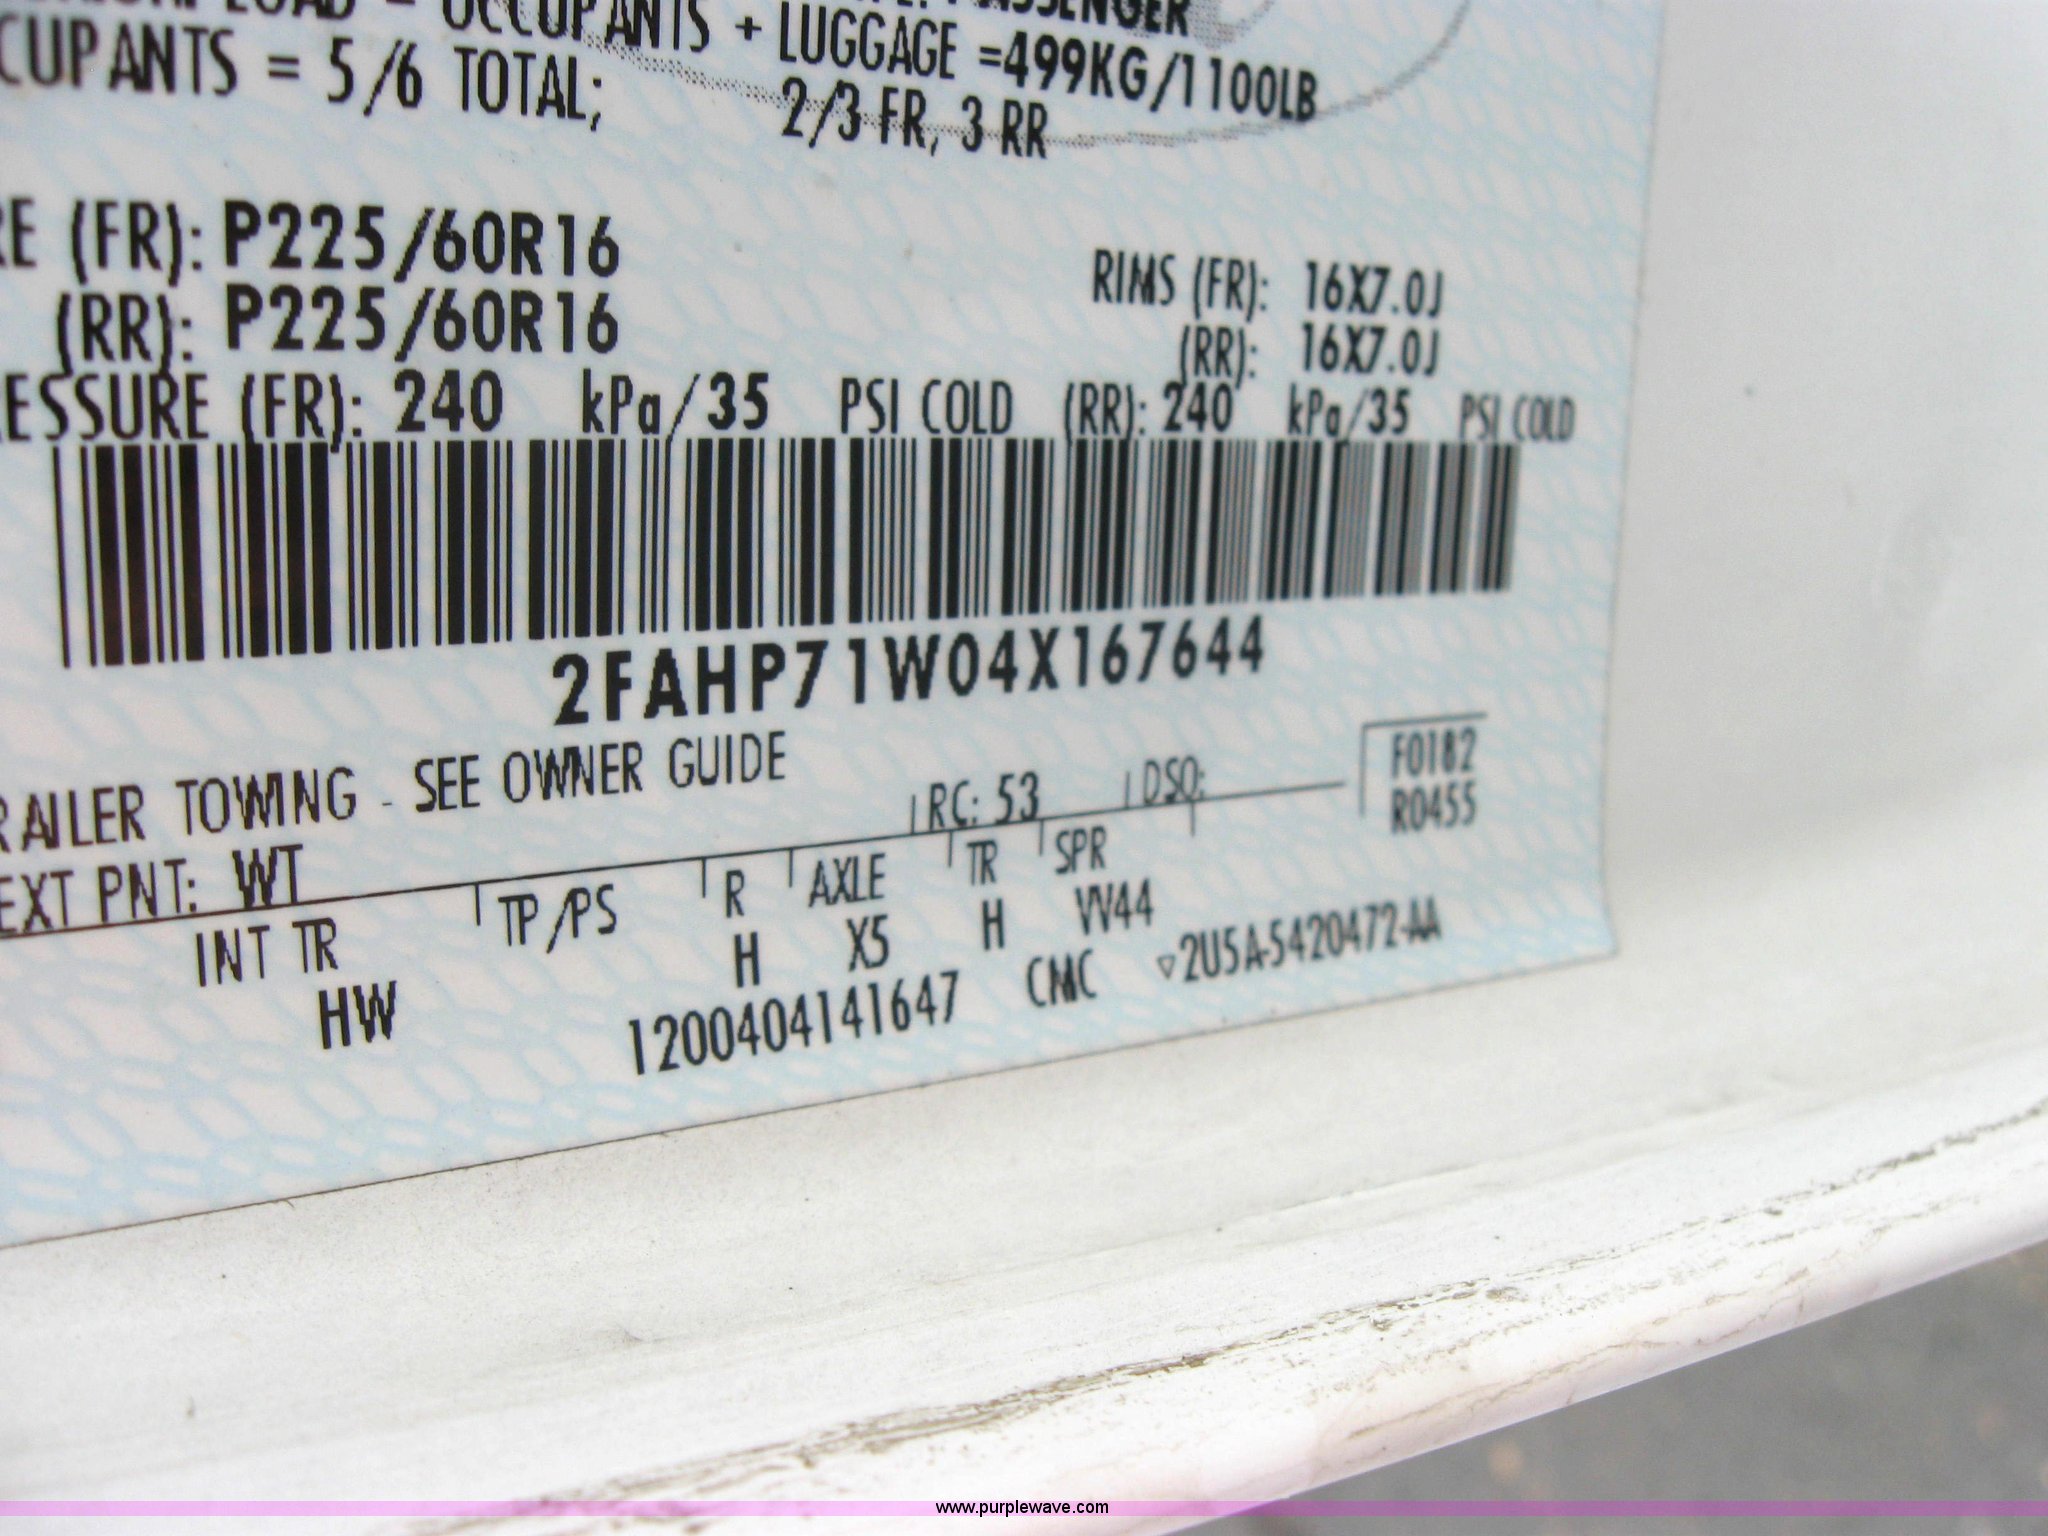 LOAD = OCCUPANTS + LUGGAGE =499KG/1100LB
PASSENGER
CUPANTS = 5/6 TOTAL; 2/3 FR, 3 RR
RE (FR): P225/60R16 RIMS (FR): 16X7.0J
(RR): P225/60R16 (RR): 16X7.0J
ESSURE (FR): 240 kPa/35 PSI COLD (RR): 240 kPa/35 PSI COLD
2FAHP71W04X167644
RAILER TOWING - SEE OWNER GUIDE
EXT PNT: WT RC: 53 DSO: F0182
R0455
INT TR TP/PS R AXLE TR SPR
HW H X5 H VV44
1200404141647 CMC ▽2U5A-5420472-AA
www.purplewave.com